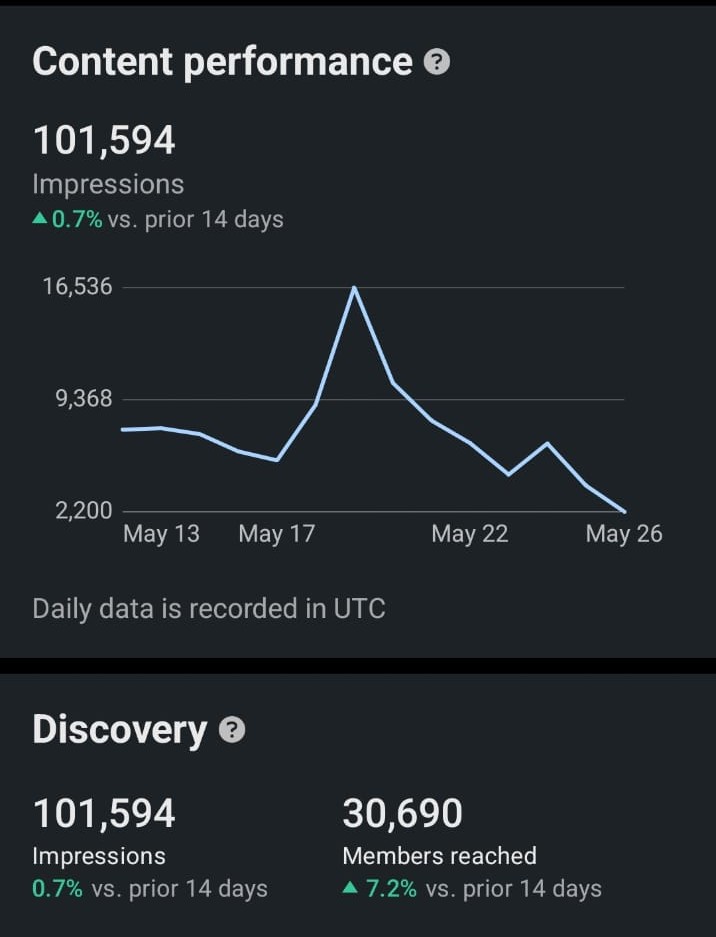 Content performance ?
101,594
Impressions
▲0.7% vs. prior 14 days
16,536
9,368
2,200
May 13 May 17 May 22 May 26
Daily data is recorded in UTC
Discovery ?
101,594 30,690
Impressions Members reached
0.7% vs. prior 14 days ▲ 7.2% vs. prior 14 days